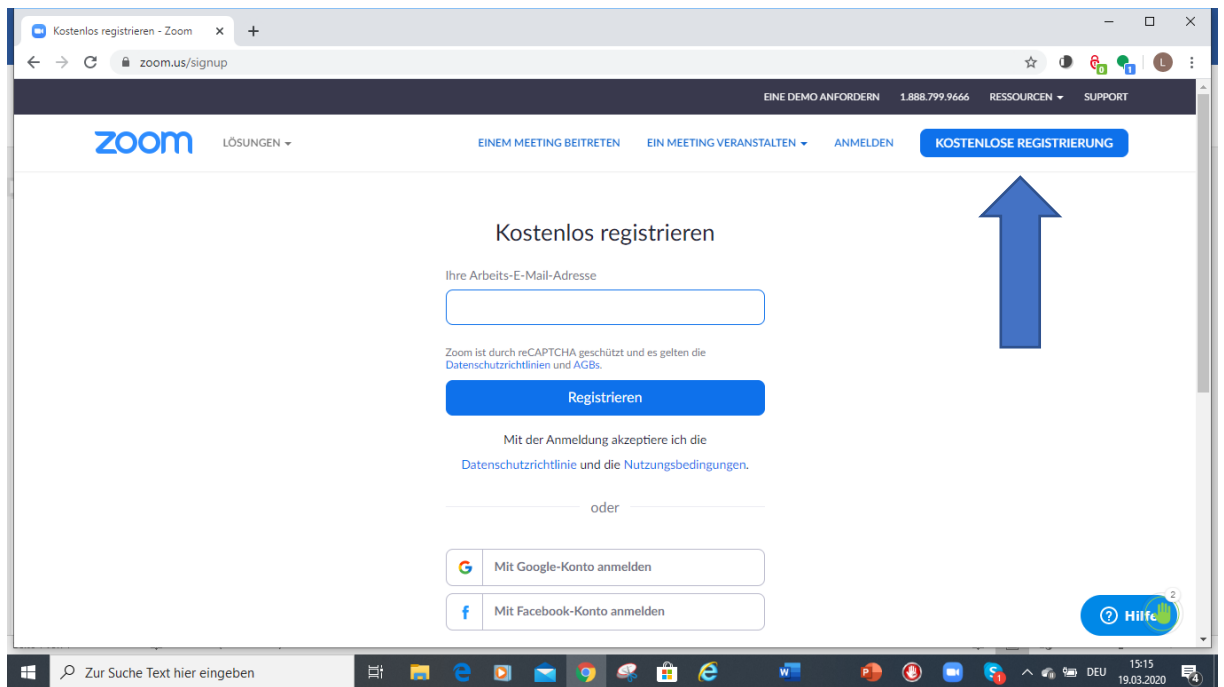 Kostenlos registrieren - Zoom
zoom.us/signup
L
EINE DEMO ANFORDERN 1.888.799.9666 RESSOURCEN SUPPORT
zoom LÖSUNGEN EINEM MEETING BEITRETEN EIN MEETING VERANSTALTEN ANMELDEN KOSTENLOSE REGISTRIERUNG
Kostenlos registrieren
Ihre Arbeits-E-Mail-Adresse
Zoom ist durch reCAPTCHA geschützt und es gelten die
Datenschutzrichtlinien und AGBs.
Registrieren
Mit der Anmeldung akzeptiere ich die
Datenschutzrichtlinie und die Nutzungsbedingungen.
oder
Mit Google-Konto anmelden
Mit Facebook-Konto anmelden
2
Hilfe
Zur Suche Text hier eingeben
DEU
15:15
19.03.2020
4